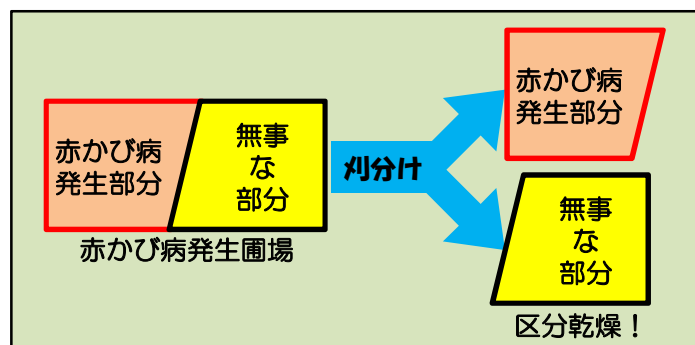 赤かび病
発生部分
無事
な
部分
赤かび病発生圃場
刈分け
赤かび病
発生部分
無事
な
部分
区分乾燥！